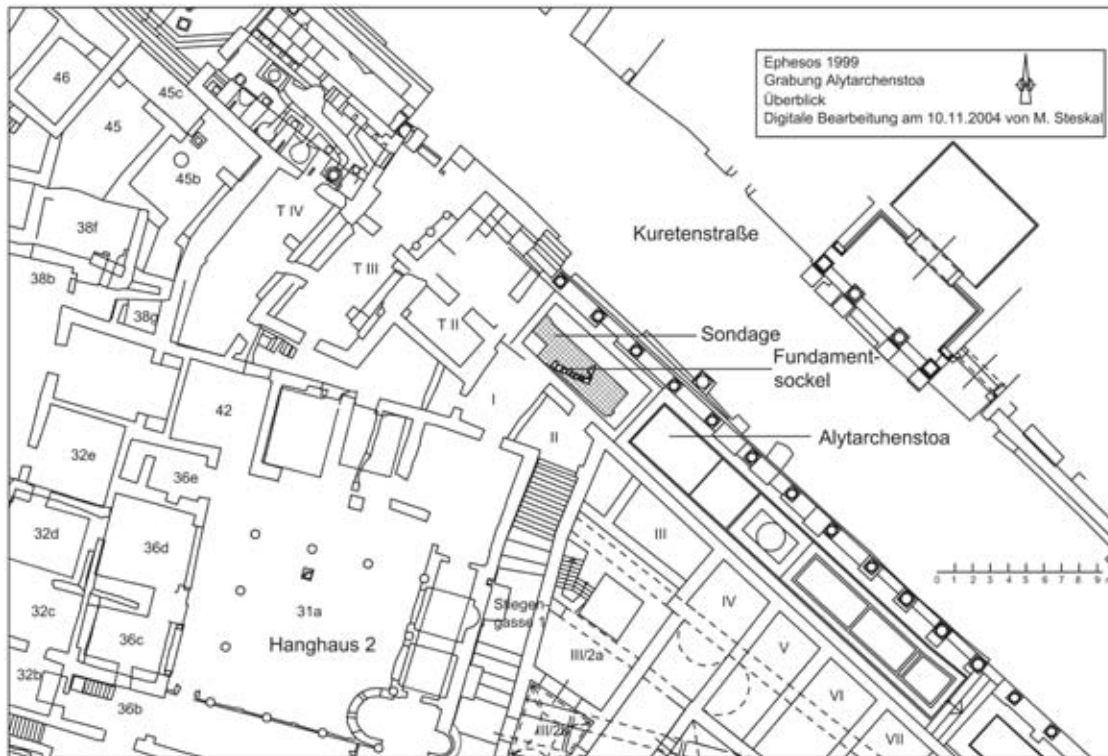 Ephesos 1999
Grabung Alytarchenstoa
Überblick
Digitale Bearbeitung am 10.11.2004 von M. Steskal
46
45c
45
45b
T IV
38f
Kuretenstraße
38b
T III
38g
T II
Sondage
Fundament-
sockel
I
42
II
Alytarchenstoa
32e
36e
III
32d
36d
0 1 2 3 4 5 6 7 8 9
32c
31a
Stiegen-
gasse 1
IV
36c
Hanghaus 2
V
III/2a
32b
36b
VI
VII